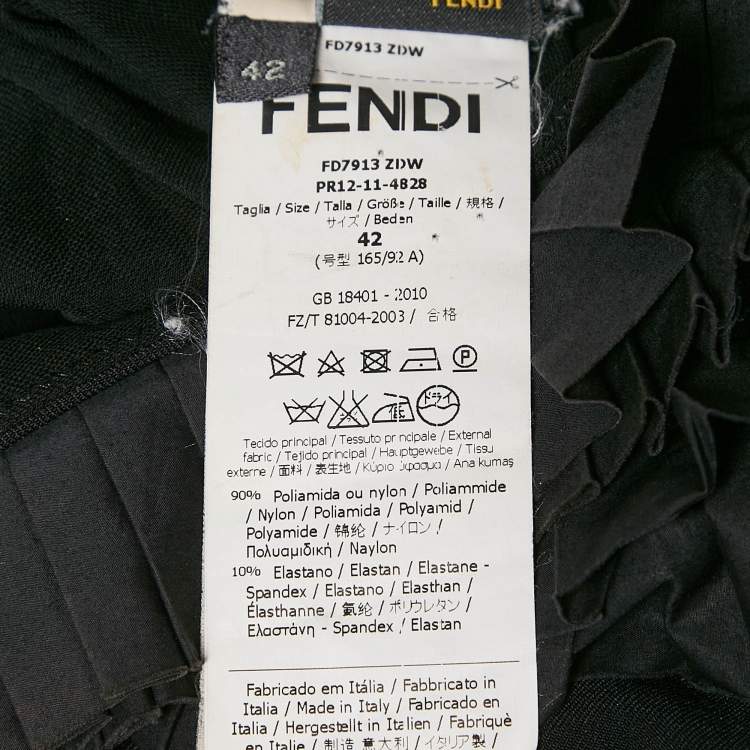 FENDI
FD7913 ZDW
42
FENDI
FD7913 ZDW
PR12-11-4828
Taglia / Size / Talla / Größe / Taille / 規格 /
サイズ / Beden
42
(号型 165/92 A)
GB 18401 - 2010
FZ/T 81004-2003 / 合格
ドライ
Tecido principal / Tessuto principale / External
fabric / Tejido principal / Hauptgewebe / Tissu
externe / 面料 / 表生地 / Κύριο ύφασμα / Ana kumaş
90% Poliamida ou nylon / Poliammide
/ Nylon / Poliamida / Polyamid /
Polyamide / 锦纶 / ナイロン /
Πολυαμιδική / Naylon
10% Elastano / Elastan / Elastane -
Spandex / Elastano / Elasthan /
Élasthanne / 氨纶 / ポリウレタン /
Ελαστάνη - Spandex / Elastan
Fabricado em Itália / Fabbricato in
Italia / Made in Italy / Fabricado en
Italia / Hergestellt in Italien / Fabriqué
en Italie / 制造 意大利 / イタリア製 /